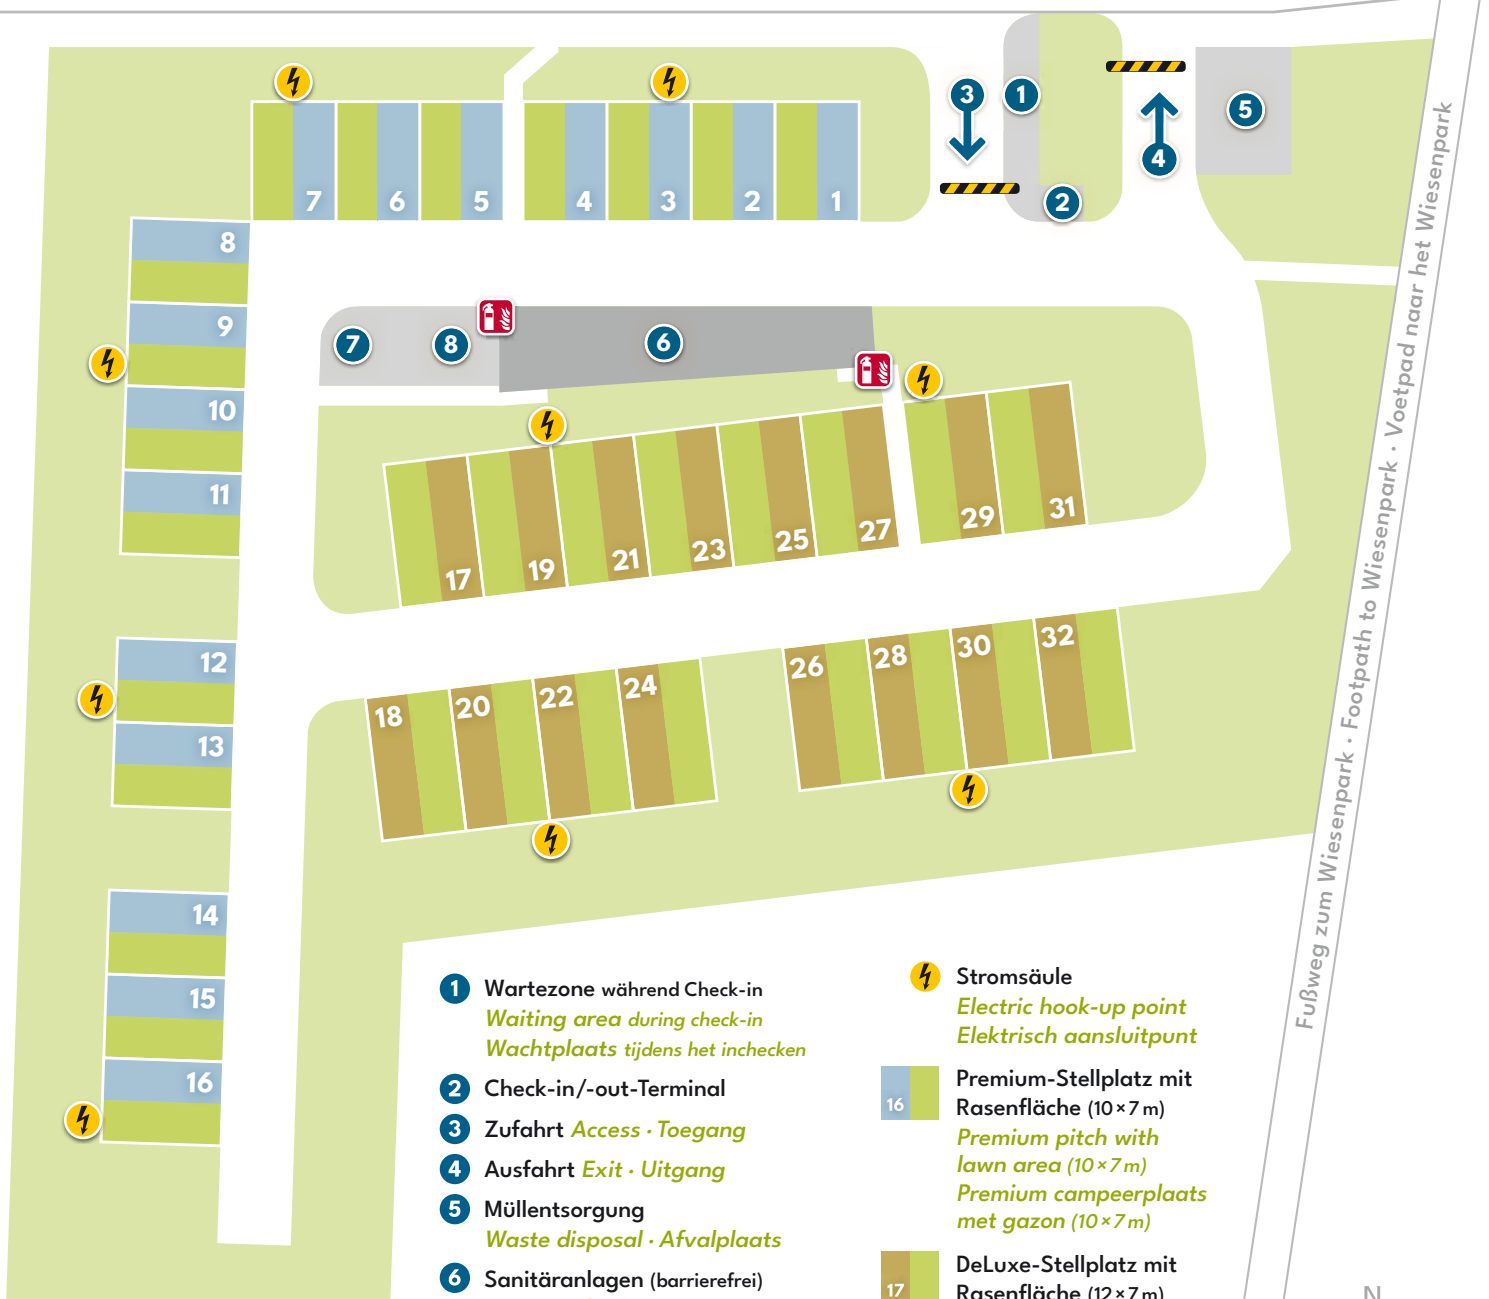 3
1
5
4
2
7
6
5
4
3
2
1
8
9
10
11
7
8
6
17
19
21
23
25
27
29
31
12
13
18
20
22
24
26
28
30
32
14
15
16
Fußweg zum Wiesenpark · Footpath to Wiesenpark · Voetpad naar het Wiesenpark
1 Wartezone während Check-in
Waiting area during check-in
Wachtplaats tijdens het inchecken
2 Check-in/-out-Terminal
3 Zufahrt Access · Toegang
4 Ausfahrt Exit · Uitgang
5 Müllentsorgung
Waste disposal · Afvalplaats
6 Sanitäranlagen (barrierefrei)
Stromsäule
Electric hook-up point
Elektrisch aansluitpunt
16 Premium-Stellplatz mit
Rasenfläche (10×7 m)
Premium pitch with
lawn area (10×7 m)
Premium campeerplaats
met gazon (10×7 m)
17 DeLuxe-Stellplatz mit
Rasenfläche (12×7 m)
N